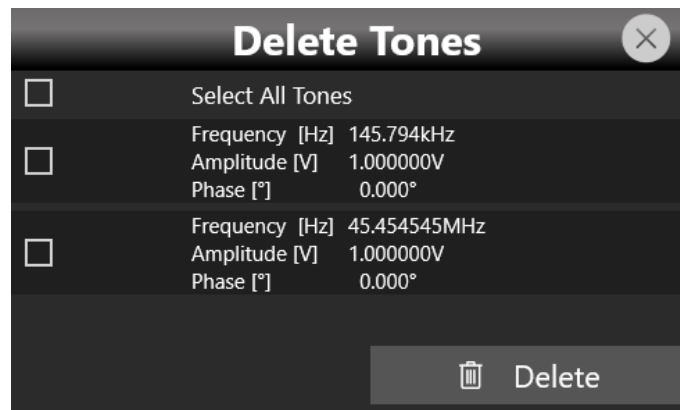 Delete Tones
Select All Tones
Frequency [Hz] 145.794kHz
Amplitude [V] 1.000000V
Phase [°] 0.000°
Frequency [Hz] 45.454545MHz
Amplitude [V] 1.000000V
Phase [°] 0.000°
Delete